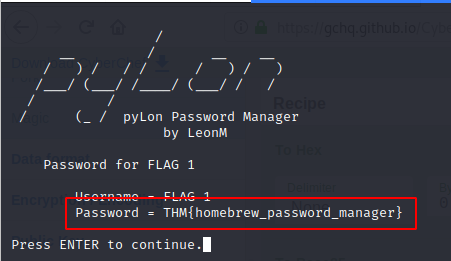 https://gchq.github.io/Cybe
pyLon Password Manager
by LeonM
Recipe
Password for FLAG 1
To Hex
Username = FLAG 1
Password = THM{homebrew_password_manager}
Press ENTER to continue.